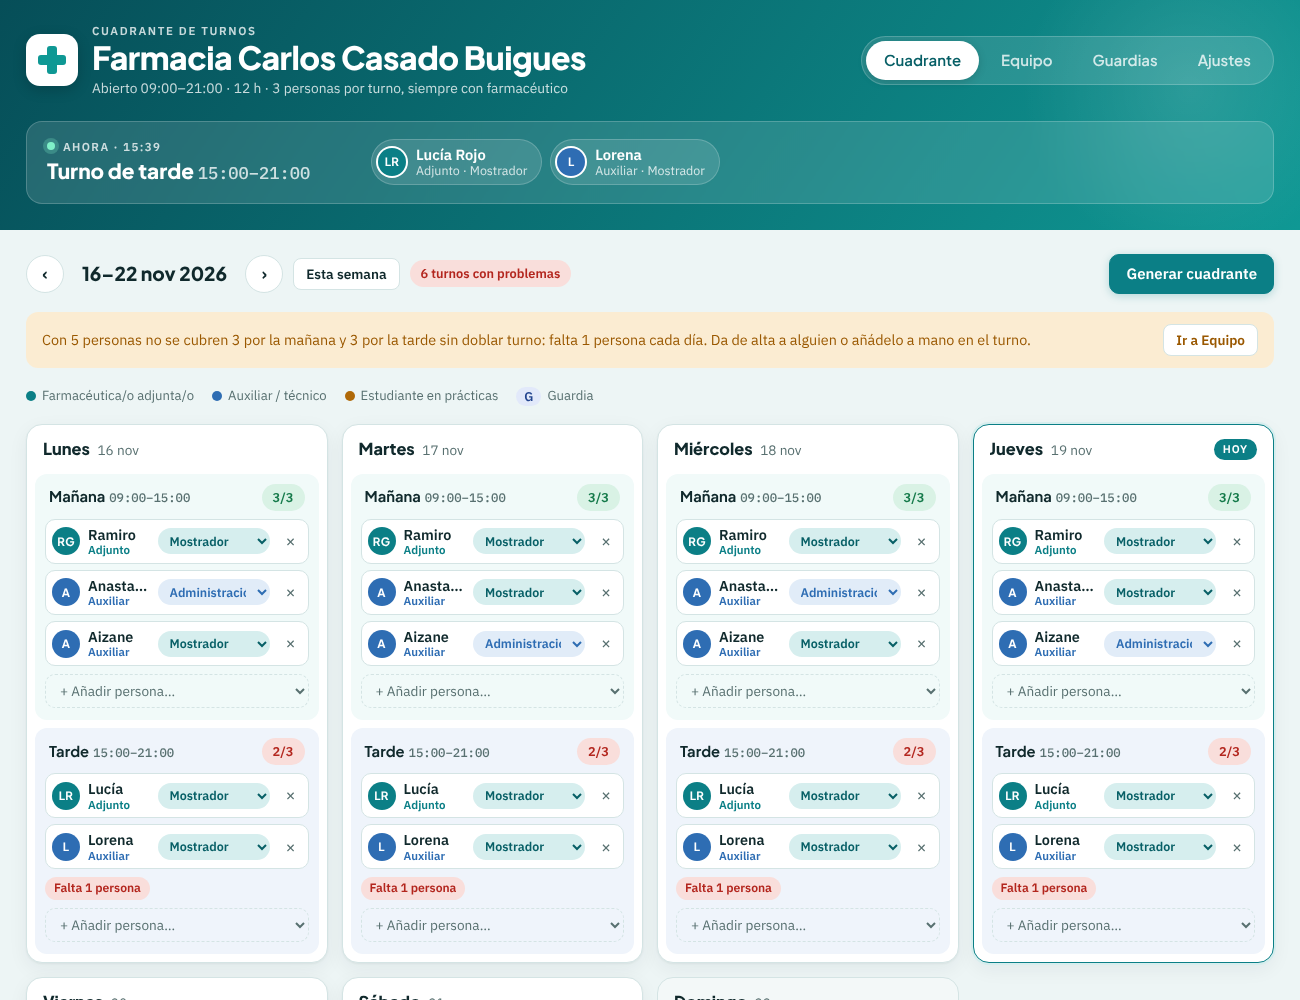 CUADRANTE DE TURNOS
Farmacia Carlos Casado Buigues
Abierto 09:00–21:00 · 12 h · 3 personas por turno, siempre con farmacéutico
Cuadrante
Equipo
Guardias
Ajustes
AHORA · 15:39
Turno de tarde 15:00–21:00
LR
Lucía Rojo
Adjunto · Mostrador
L
Lorena
Auxiliar · Mostrador
‹
16–22 nov 2026
›
Esta semana
6 turnos con problemas
Generar cuadrante
Con 5 personas no se cubren 3 por la mañana y 3 por la tarde sin doblar turno: falta 1 persona cada día. Da de alta a alguien o añádelo a mano en el turno.
Ir a Equipo
Farmacéutica/o adjunta/o
Auxiliar / técnico
Estudiante en prácticas
G Guardia
Lunes 16 nov
Mañana 09:00–15:00 3/3
RG Ramiro
Adjunto
Mostrador ×
A Anasta...
Auxiliar
Administració ×
A Aizane
Auxiliar
Mostrador ×
+ Añadir persona...
Tarde 15:00–21:00 2/3
LR Lucía
Adjunto
Mostrador ×
L Lorena
Auxiliar
Mostrador ×
Falta 1 persona
+ Añadir persona...
Martes 17 nov
Mañana 09:00–15:00 3/3
RG Ramiro
Adjunto
Mostrador ×
A Anasta...
Auxiliar
Mostrador ×
A Aizane
Auxiliar
Administració ×
+ Añadir persona...
Tarde 15:00–21:00 2/3
LR Lucía
Adjunto
Mostrador ×
L Lorena
Auxiliar
Mostrador ×
Falta 1 persona
+ Añadir persona...
Miércoles 18 nov
Mañana 09:00–15:00 3/3
RG Ramiro
Adjunto
Mostrador ×
A Anasta...
Auxiliar
Administració ×
A Aizane
Auxiliar
Mostrador ×
+ Añadir persona...
Tarde 15:00–21:00 2/3
LR Lucía
Adjunto
Mostrador ×
L Lorena
Auxiliar
Mostrador ×
Falta 1 persona
+ Añadir persona...
Jueves 19 nov HOY
Mañana 09:00–15:00 3/3
RG Ramiro
Adjunto
Mostrador ×
A Anasta...
Auxiliar
Mostrador ×
A Aizane
Auxiliar
Administració ×
+ Añadir persona...
Tarde 15:00–21:00 2/3
LR Lucía
Adjunto
Mostrador ×
L Lorena
Auxiliar
Mostrador ×
Falta 1 persona
+ Añadir persona...
Viernes
Sábado
Domingo